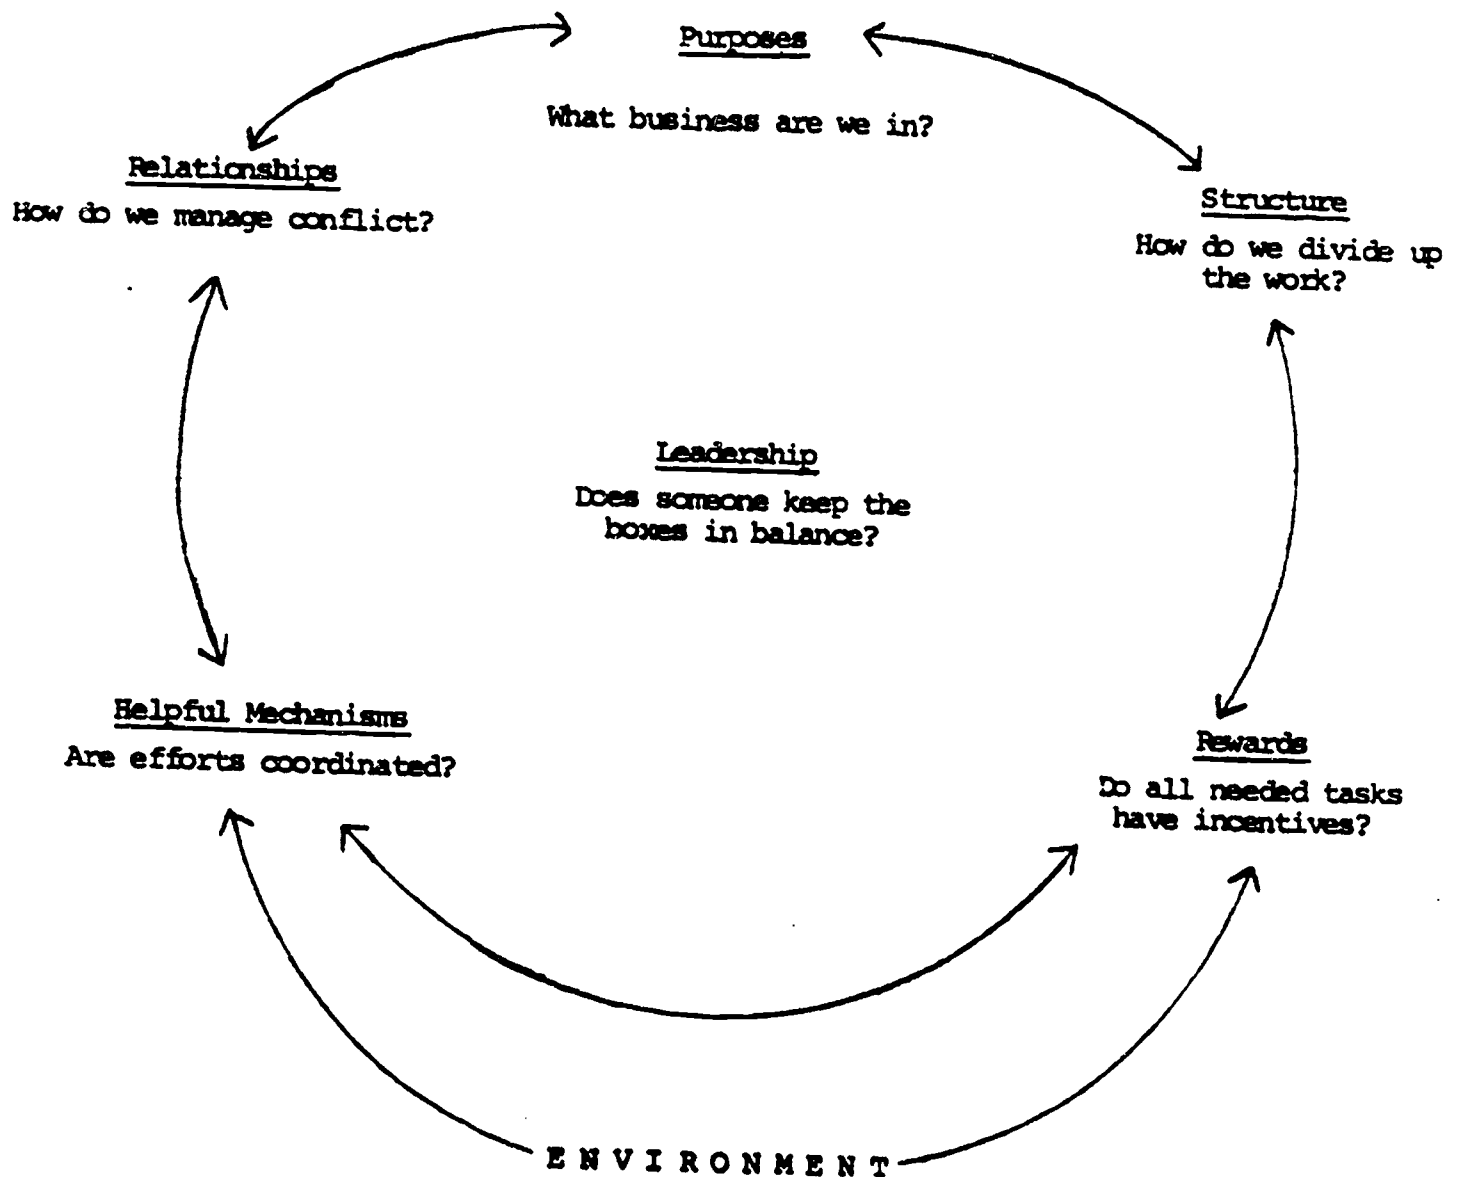 Purposes
What business are we in?
Relationships
How do we manage conflict?
Structure
How do we divide up
the work?
Leadership
Does someone keep the
boxes in balance?
Helpful Mechanisms
Are efforts coordinated?
Rewards
Do all needed tasks
have incentives?
ENVIRONMENT